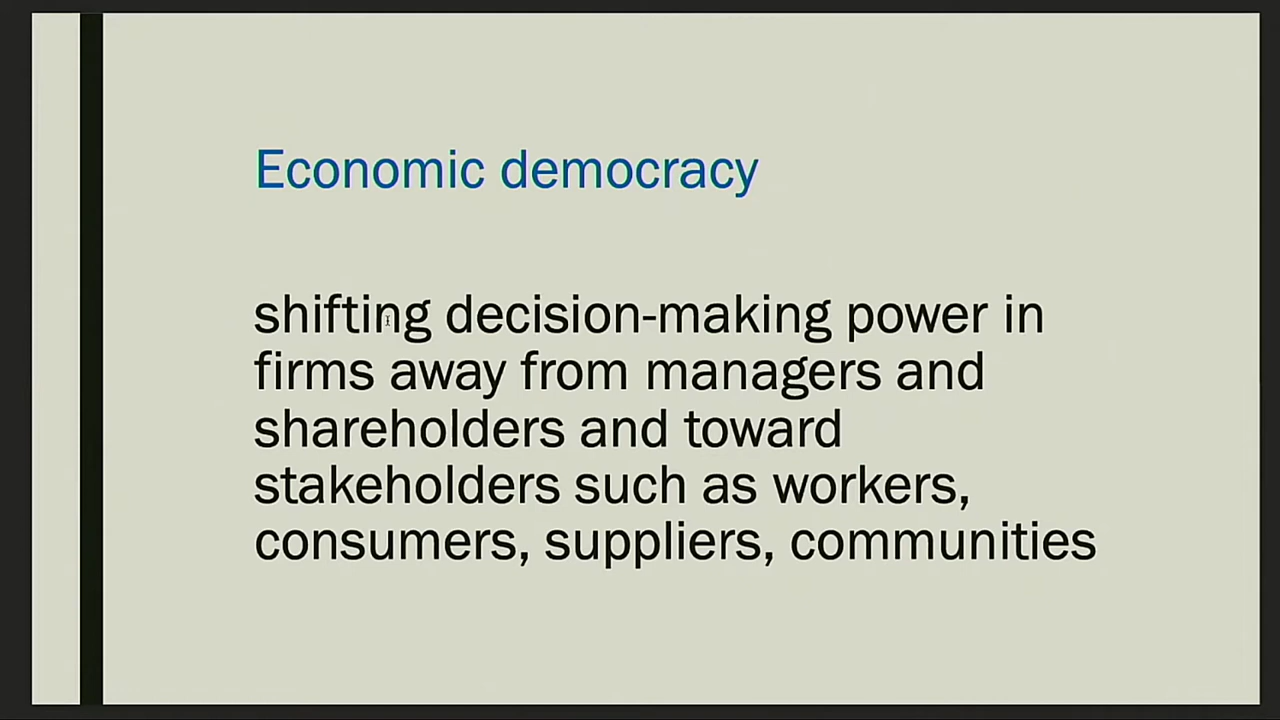 Economic democracy
shifting decision-making power in
firms away from managers and
shareholders and toward
stakeholders such as workers,
consumers, suppliers, communities